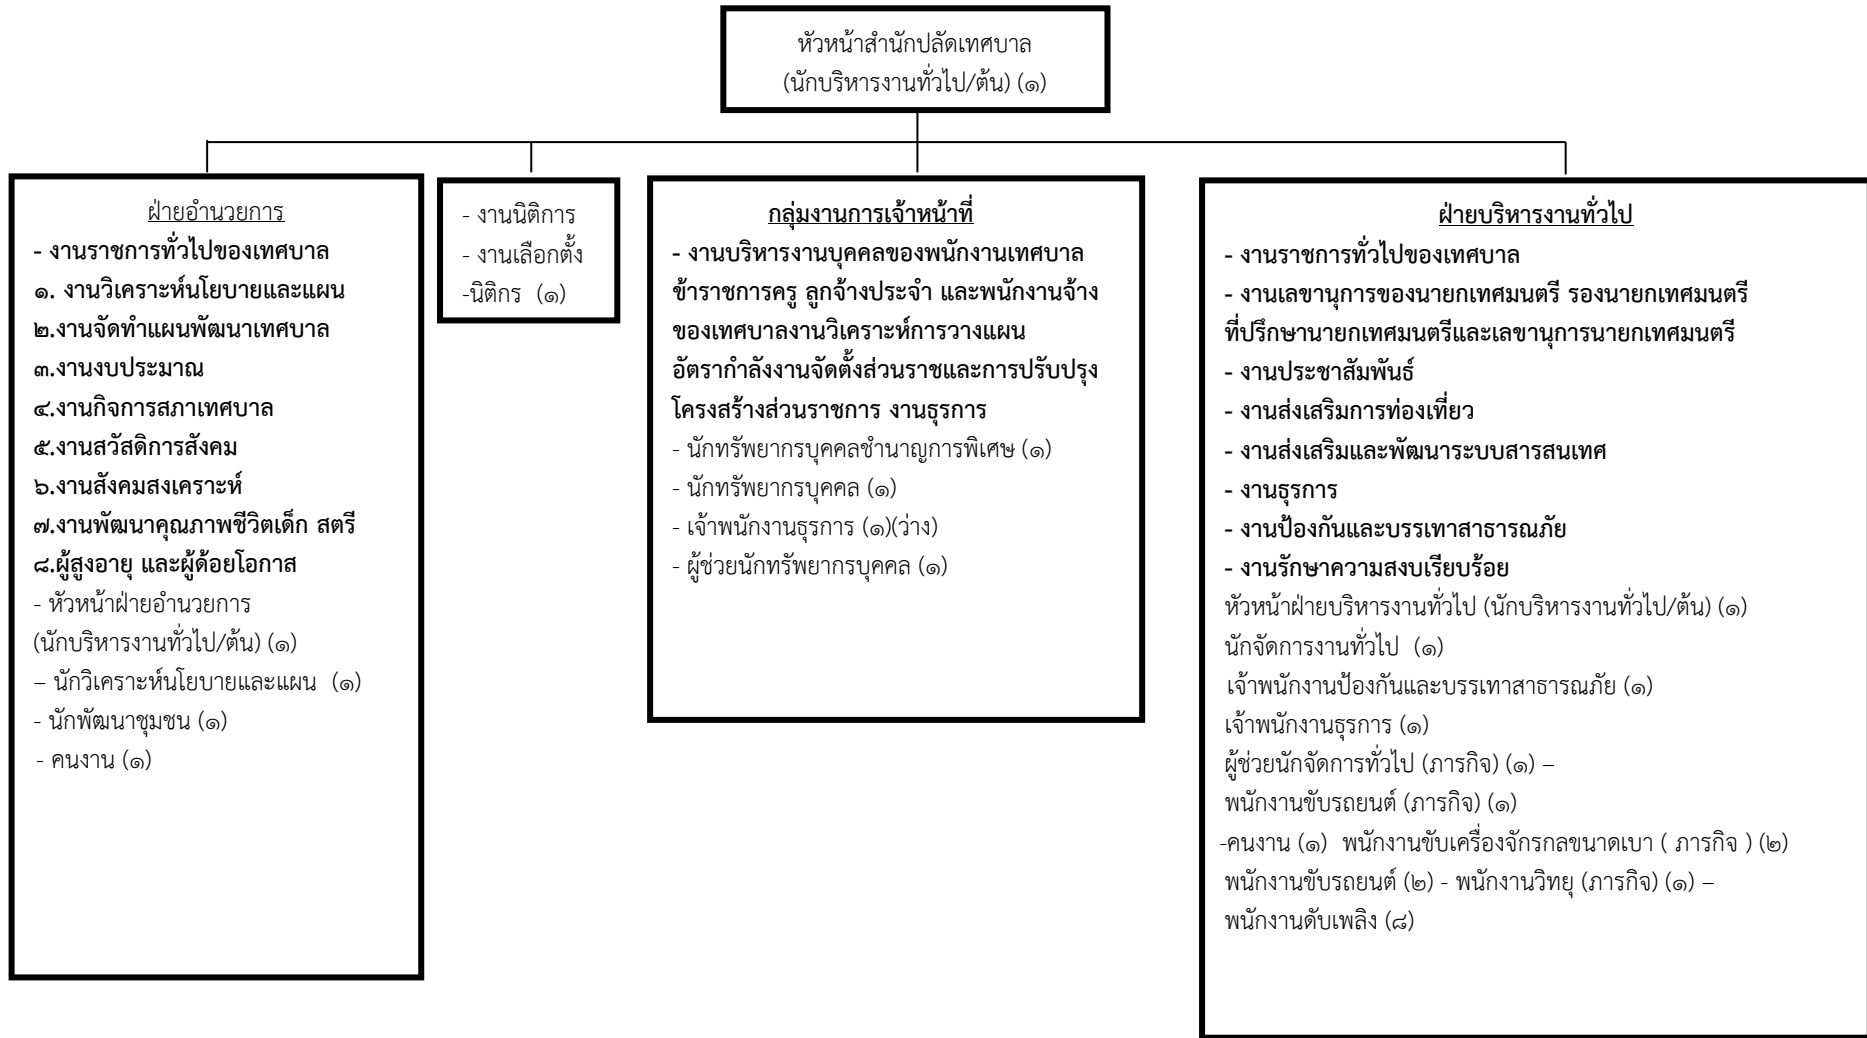 หัวหน้าสำนักปลัดเทศบาล
(นักบริหารงานทั่วไป/ต้น) (๑)
ฝ่ายอำนวยการ
- งานราชการทั่วไปของเทศบาล
๑. งานวิเคราะห์นโยบายและแผน
๒.งานจัดทำแผนพัฒนาเทศบาล
๓.งานงบประมาณ
๔.งานกิจการสภาเทศบาล
๕.งานสวัสดิการสังคม
๖.งานสังคมสงเคราะห์
๗.งานพัฒนาคุณภาพชีวิตเด็ก สตรี
๘.ผู้สูงอายุ และผู้ด้อยโอกาส
- หัวหน้าฝ่ายอำนวยการ
(นักบริหารงานทั่วไป/ต้น) (๑)
– นักวิเคราะห์นโยบายและแผน (๑)
- นักพัฒนาชุมชน (๑)
- คนงาน (๑)
- งานนิติการ
- งานเลือกตั้ง
-นิติกร (๑)
กลุ่มงานการเจ้าหน้าที่
- งานบริหารงานบุคคลของพนักงานเทศบาล
ข้าราชการครู ลูกจ้างประจำ และพนักงานจ้าง
ของเทศบาลงานวิเคราะห์การวางแผน
อัตรากำลังงานจัดตั้งส่วนราชและการปรับปรุง
โครงสร้างส่วนราชการ งานธุรการ
- นักทรัพยากรบุคคลชำนาญการพิเศษ (๑)
- นักทรัพยากรบุคคล (๑)
- เจ้าพนักงานธุรการ (๑)(ว่าง)
- ผู้ช่วยนักทรัพยากรบุคคล (๑)
ฝ่ายบริหารงานทั่วไป
- งานราชการทั่วไปของเทศบาล
- งานเลขานุการของนายกเทศมนตรี รองนายกเทศมนตรี
ที่ปรึกษานายกเทศมนตรีและเลขานุการนายกเทศมนตรี
- งานประชาสัมพันธ์
- งานส่งเสริมการท่องเที่ยว
- งานส่งเสริมและพัฒนาระบบสารสนเทศ
- งานธุรการ
- งานป้องกันและบรรเทาสาธารณภัย
- งานรักษาความสงบเรียบร้อย
หัวหน้าฝ่ายบริหารงานทั่วไป (นักบริหารงานทั่วไป/ต้น) (๑)
นักจัดการงานทั่วไป (๑)
เจ้าพนักงานป้องกันและบรรเทาสาธารณภัย (๑)
เจ้าพนักงานธุรการ (๑)
ผู้ช่วยนักจัดการทั่วไป (ภารกิจ) (๑) –
พนักงานขับรถยนต์ (ภารกิจ) (๑)
-คนงาน (๑) พนักงานขับเครื่องจักรกลขนาดเบา ( ภารกิจ ) (๒)
พนักงานขับรถยนต์ (๒) - พนักงานวิทยุ (ภารกิจ) (๑) –
พนักงานดับเพลิง (๘)